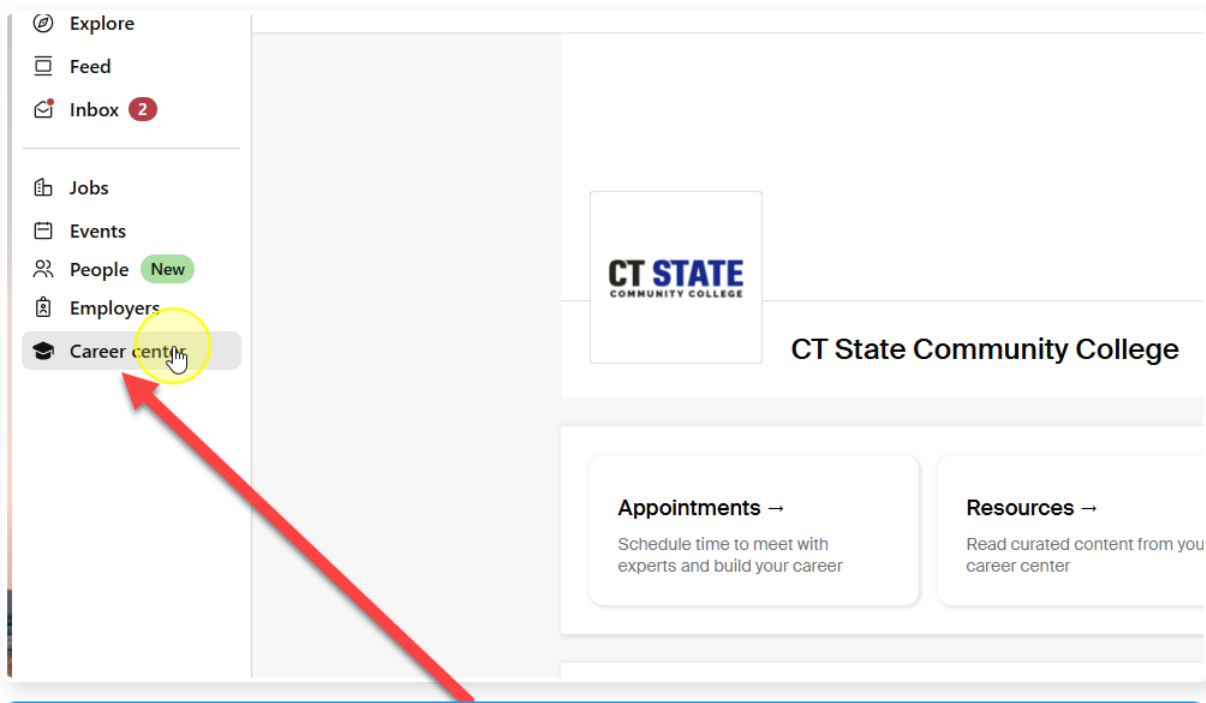 Explore
Feed
Inbox 2
Jobs
Events
People New
Employers
Career center
CT STATE
COMMUNITY COLLEGE
CT State Community College
Appointments →
Schedule time to meet with
experts and build your career
Resources →
Read curated content from you
career center